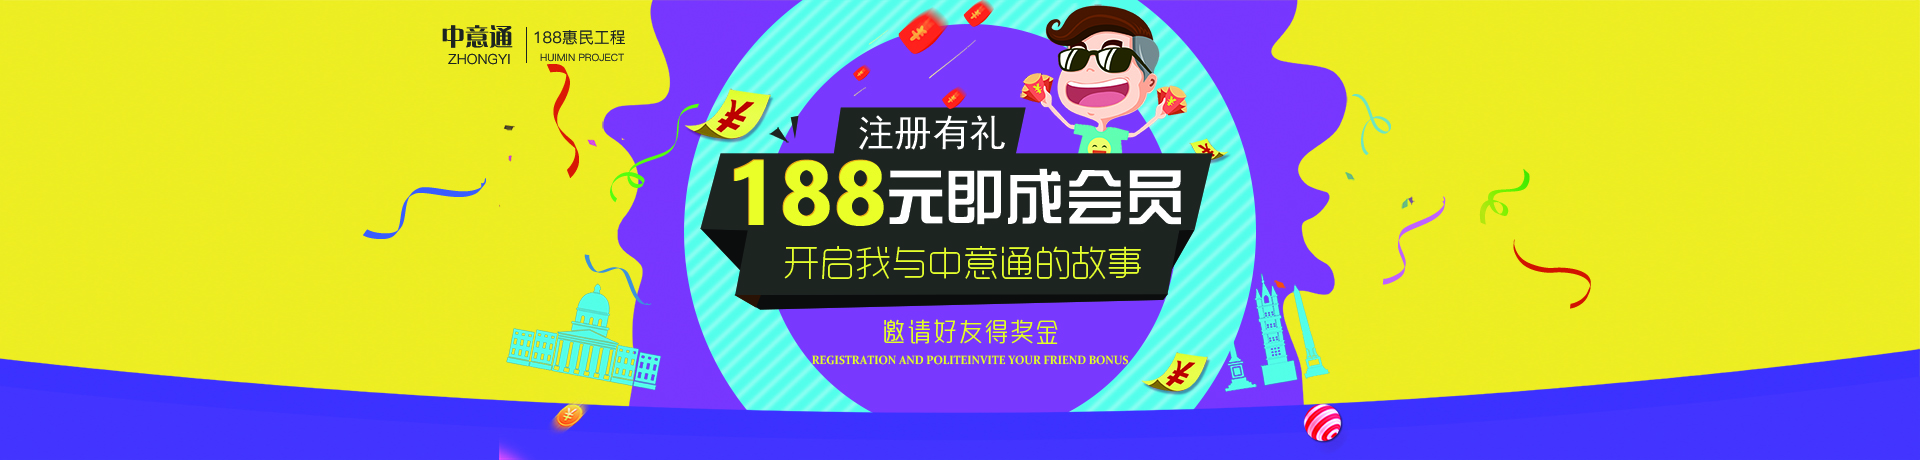 中意通 188惠民工程
ZHONGYI HUIMIN PROJECT
注册有礼
188元即成会员
开启我与中意通的故事
邀请好友得奖金
REGISTRATION AND POLITEINVITE YOUR FRIEND BONUS
¥
¥
¥